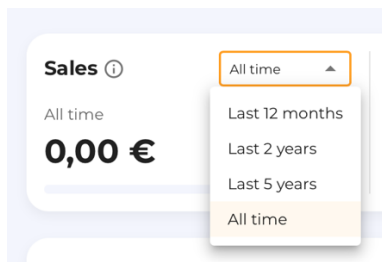 Sales
All time
All time
0,00 €
Last 12 months
Last 2 years
Last 5 years
All time